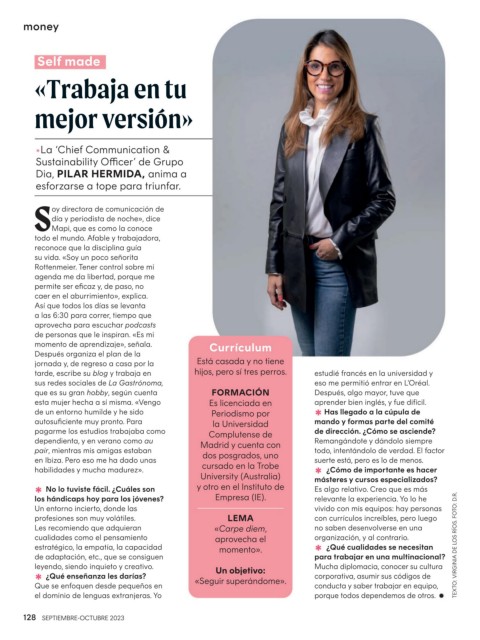 money
Self made
«Trabaja en tu
mejor versión»
•La ‘Chief Communication &
Sustainability Officer’ de Grupo
Dia, PILAR HERMIDA, anima a
esforzarse a tope para triunfar.
Soy directora de comunicación de
día y periodista de noche», dice
Mapi, que es como la conoce
todo el mundo. Afable y trabajadora,
reconoce que la disciplina guía
su vida. «Soy un poco señorita
Rottenmeier. Tener control sobre mi
agenda me da libertad, porque me
permite ser eficaz y, de paso, no
caer en el aburrimiento», explica.
Así que todos los días se levanta
a las 6:30 para correr, tiempo que
aprovecha para escuchar podcasts
de personas que le inspiran. «Es mi
momento de aprendizaje», señala.
Después organiza el plan de la
jornada y, de regreso a casa por la
tarde, escribe su blog y trabaja en
sus redes sociales de La Gastrónoma,
que es su gran hobby, según cuenta
esta mujer hecha a sí misma. «Vengo
de un entorno humilde y he sido
autosuficiente muy pronto. Para
pagarme los estudios trabajaba como
dependienta, y en verano como au
pair, mientras mis amigas estaban
en Ibiza. Pero eso me ha dado unas
habilidades y mucha madurez».
✱ No lo tuviste fácil. ¿Cuáles son
los hándicaps hoy para los jóvenes?
Un entorno incierto, donde las
profesiones son muy volátiles.
Les recomiendo que adquieran
cualidades como el pensamiento
estratégico, la empatía, la capacidad
de adaptación, etc., que se consiguen
leyendo, siendo inquieto y creativo.
✱ ¿Qué enseñanza les darías?
Que se enfoquen desde pequeños en
el dominio de lenguas extranjeras. Yo
Currículum
Está casada y no tiene
hijos, pero sí tres perros.
FORMACIÓN
Es licenciada en
Periodismo por
la Universidad
Complutense de
Madrid y cuenta con
dos posgrados, uno
cursado en la Trobe
University (Australia)
y otro en el Instituto de
Empresa (IE).
LEMA
«Carpe diem,
aprovecha el
momento».
Un objetivo:
«Seguir superándome».
estudié francés en la universidad y
eso me permitió entrar en L’Oréal.
Después, algo mayor, tuve que
aprender bien inglés, y fue difícil.
✱ Has llegado a la cúpula de
mando y formas parte del comité
de dirección. ¿Cómo se asciende?
Remangándote y dándolo siempre
todo, intentándolo de verdad. El factor
suerte está, pero es lo de menos.
✱ ¿Cómo de importante es hacer
másteres y cursos especializados?
Es algo relativo. Creo que es más
relevante la experiencia. Yo lo he
vivido con mis equipos: hay personas
con currículos increíbles, pero luego
no saben desenvolverse en una
organización, y al contrario.
✱ ¿Qué cualidades se necesitan
para trabajar en una multinacional?
Mucha diplomacia, conocer su cultura
corporativa, asumir sus códigos de
conducta y saber trabajar en equipo,
porque todos dependemos de otros. ✱
TEXTO: VIRGINIA DE LOS RÍOS. FOTO: D.R.
128 SEPTIEMBRE-OCTUBRE 2023